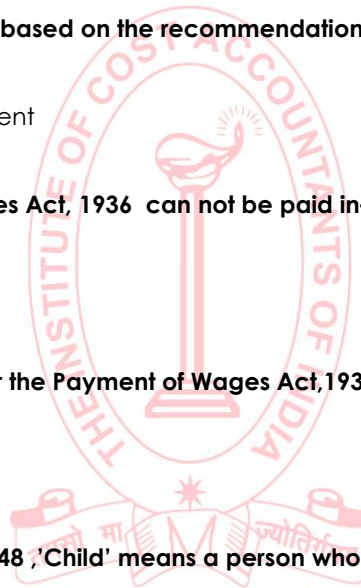 based on the recommendation
ent
es Act, 1936 can not be paid in
r the Payment of Wages Act,193
48 ,'Child' means a person who
THE INSTITUTE OF COST ACCOUNTANTS OF INDIA